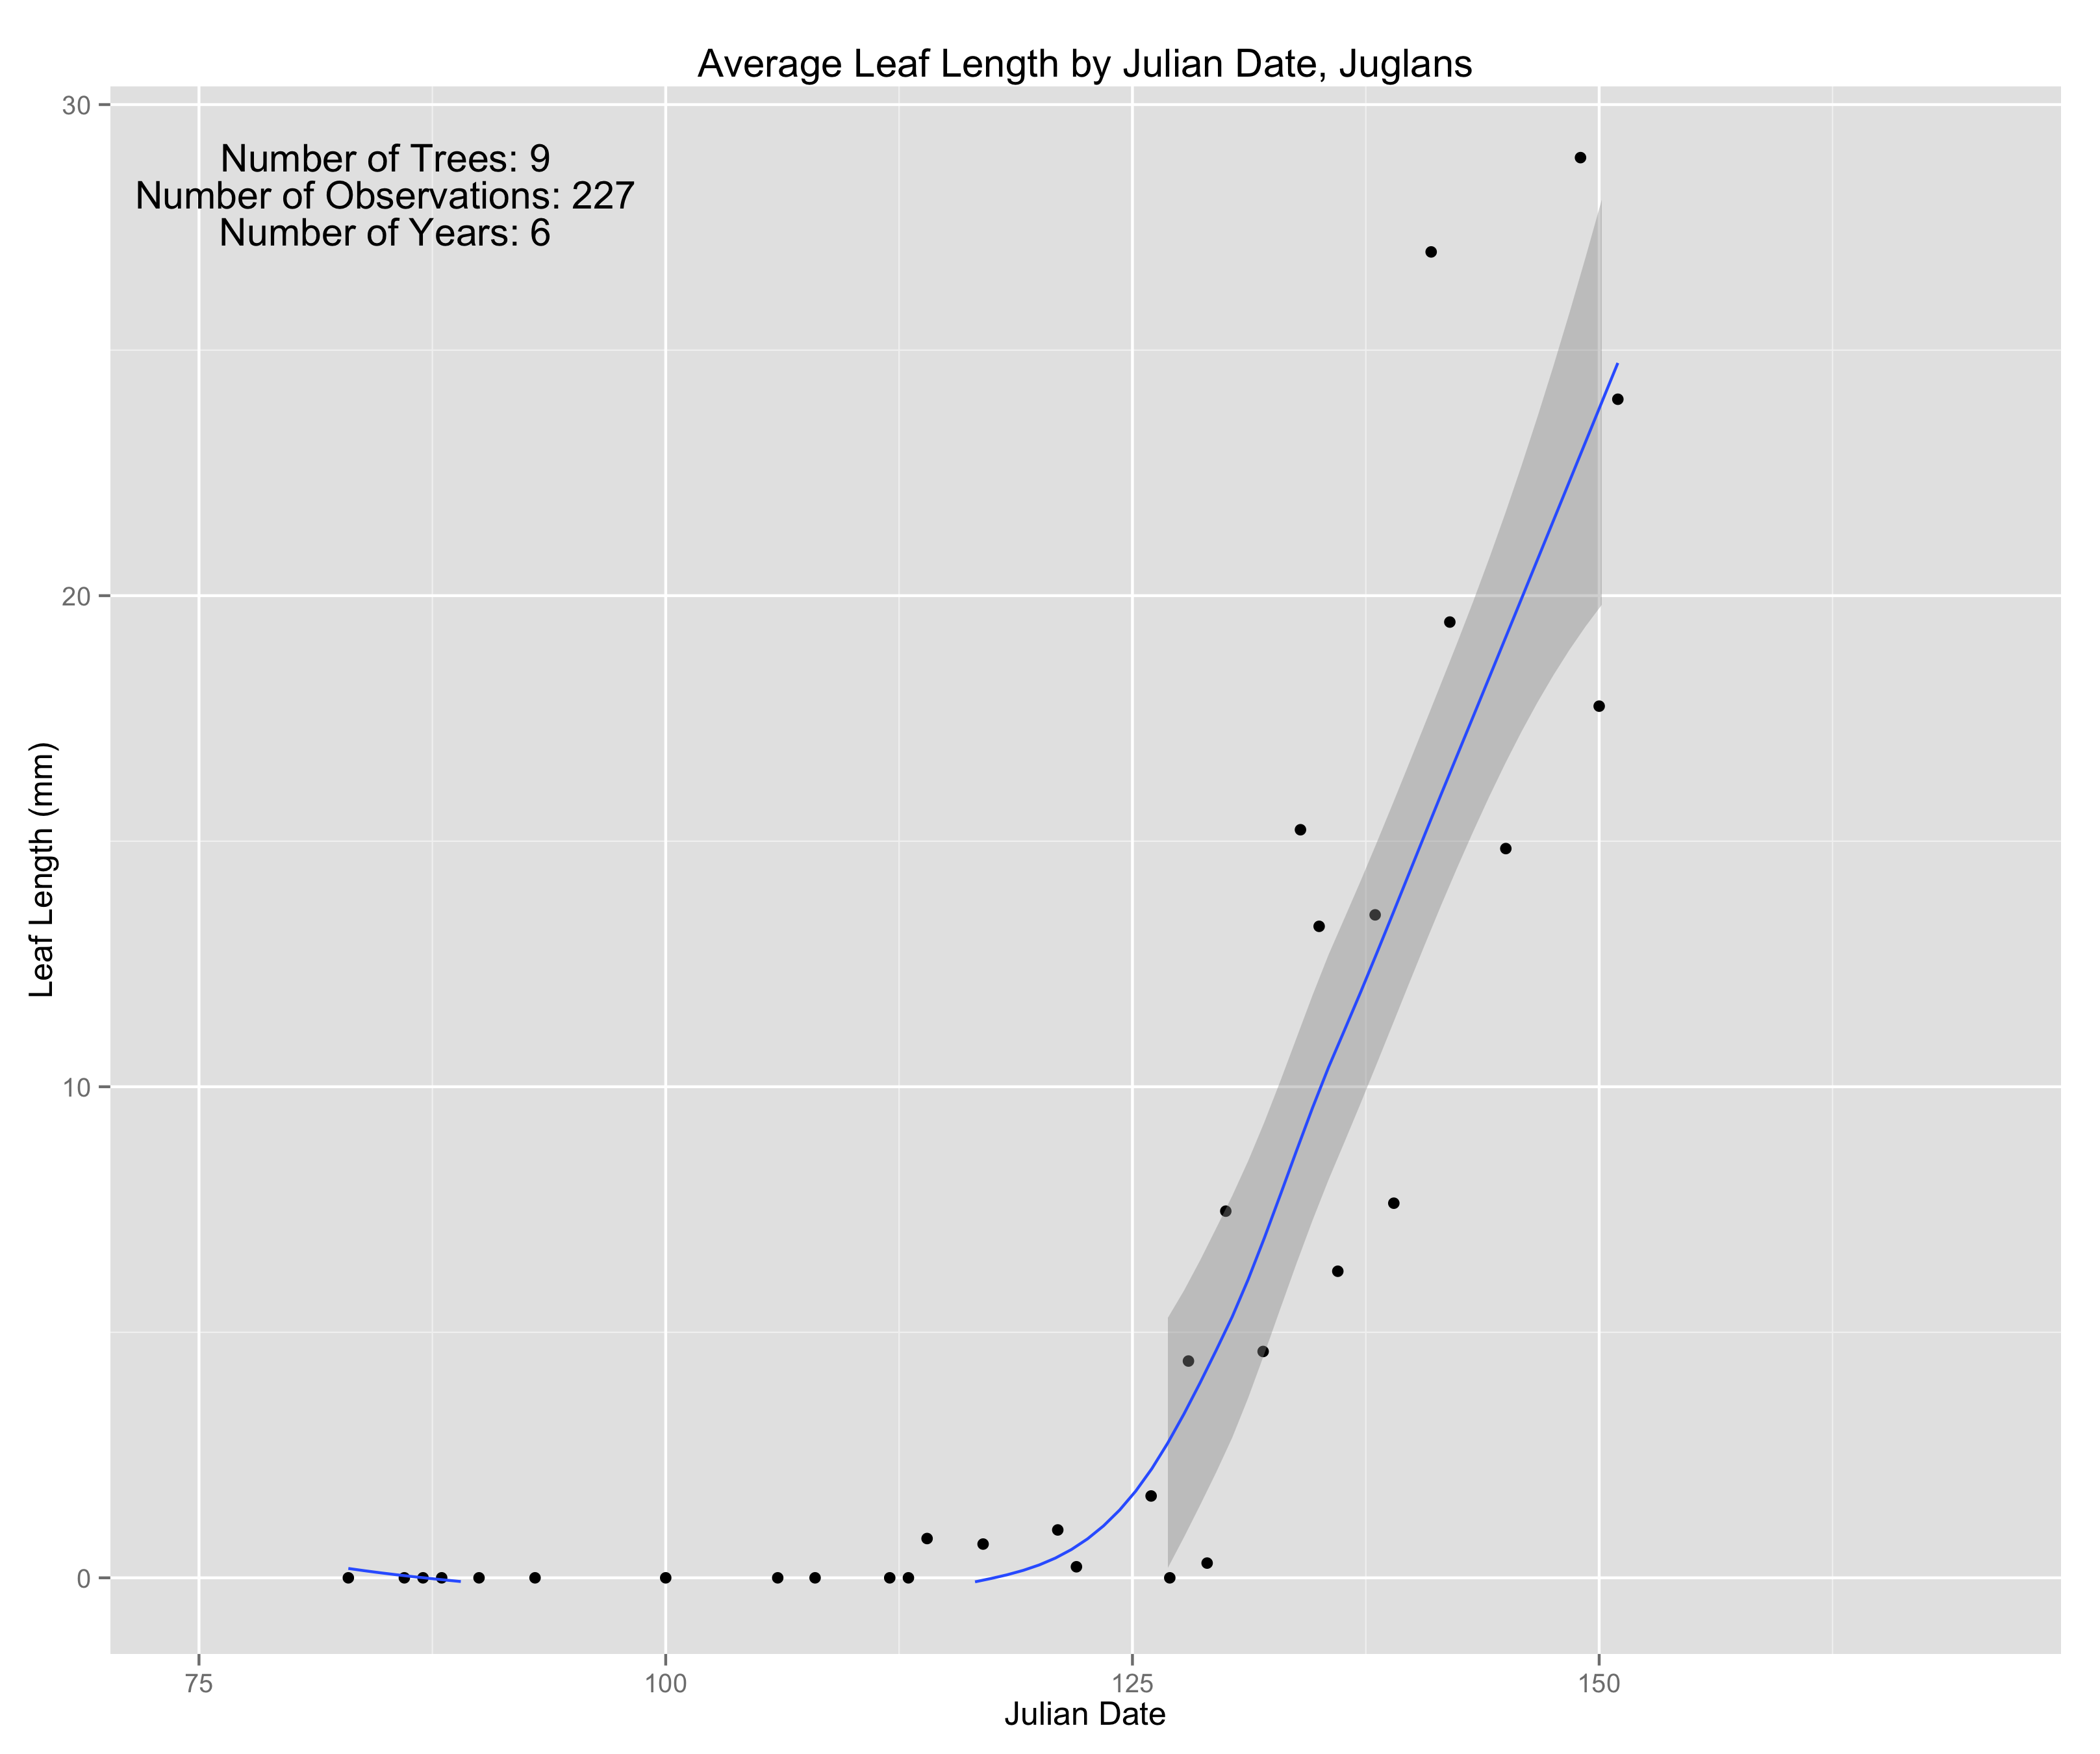 Average Leaf Length by Julian Date, Juglans
30
Number of Trees: 9
Number of Observations: 227
Number of Years: 6
20
Leaf Length (mm)
10
0
75 100 125 150
Julian Date